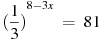 (1/3)^{8-3x} = 81